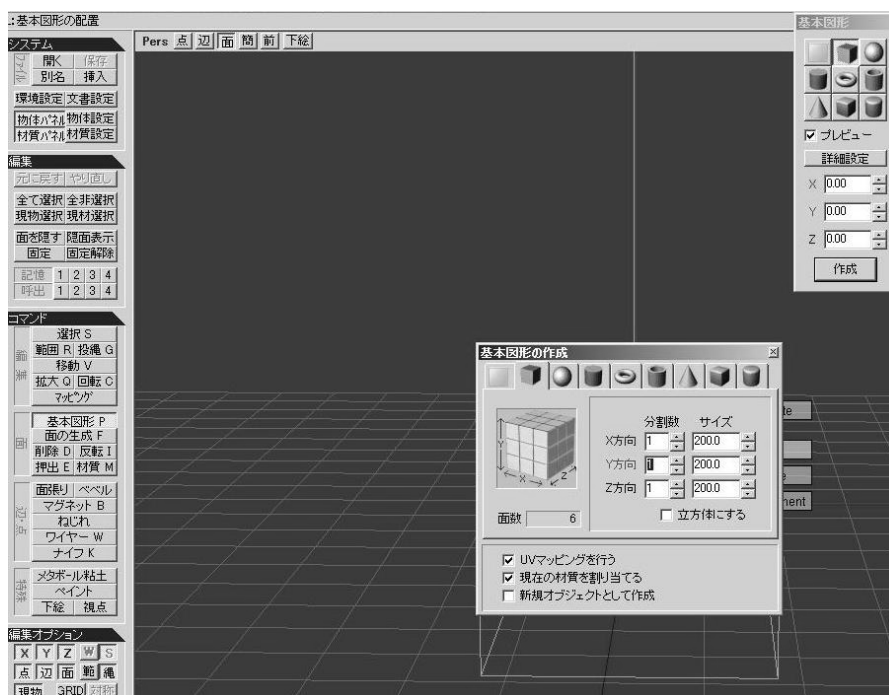 :基本図形の配置
システム
Pers 点 辺 面 簡 前 下絵
ファイル
開く 保存
別名 挿入
環境設定 文書設定
物体パネル 物体設定
材質パネル 材質設定
編集
元に戻す やり直し
全て選択 全非選択
現物選択 現材選択
面を隠す 隠面表示
固定 固定解除
記憶 1 2 3 4
呼出 1 2 3 4
コマンド
編集
選択 S
範囲 R 投縄 G
移動 V
拡大 Q 回転 C
マッピング
面
基本図形 P
面の生成 F
削除 D 反転 I
押出 E 材質 M
辺・点
面張り ベベル
マグネット B
ねじれ
ワイヤー W
ナイフ K
特殊
メタボール粘土
ペイント
下絵 視点
編集オプション
X Y Z W S
点 辺 面 範 縄
現物 GRID 対称
基本図形
プレビュー
詳細設定
X 0.00
Y 0.00
Z 0.00
作成
基本図形の作成
Y
X
Z
分割数 サイズ
X方向 1 200.0
Y方向 1 200.0
Z方向 1 200.0
面数 6
立方体にする
UVマッピングを行う
現在の材質を割り当てる
新規オブジェクトとして作成